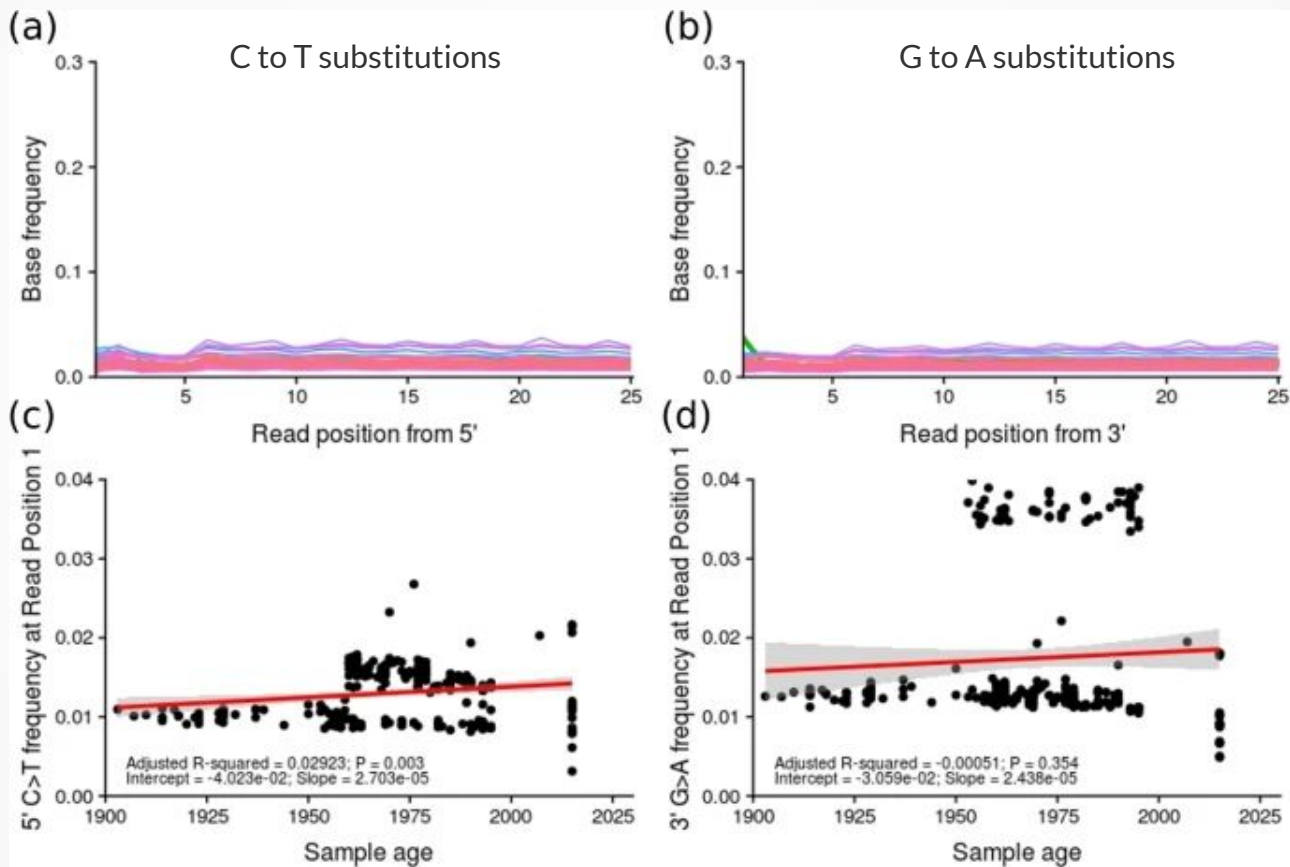 (a)
C to T substitutions
0.3
0.2
0.1
0.0
Base frequency
5
10
15
20
25
Read position from 5'
(b)
G to A substitutions
0.3
0.2
0.1
0.0
Base frequency
5
10
15
20
25
Read position from 3'
(c)
0.04
0.03
0.02
0.01
0.00
5' C>T frequency at Read Position 1
Adjusted R-squared = 0.02923; P = 0.003
Intercept = -4.023e-02; Slope = 2.703e-05
1900
1925
1950
1975
2000
2025
Sample age
(d)
0.04
0.03
0.02
0.01
0.00
3' G>A frequency at Read Position 1
Adjusted R-squared = -0.00051; P = 0.354
Intercept = -3.059e-02; Slope = 2.438e-05
1900
1925
1950
1975
2000
2025
Sample age